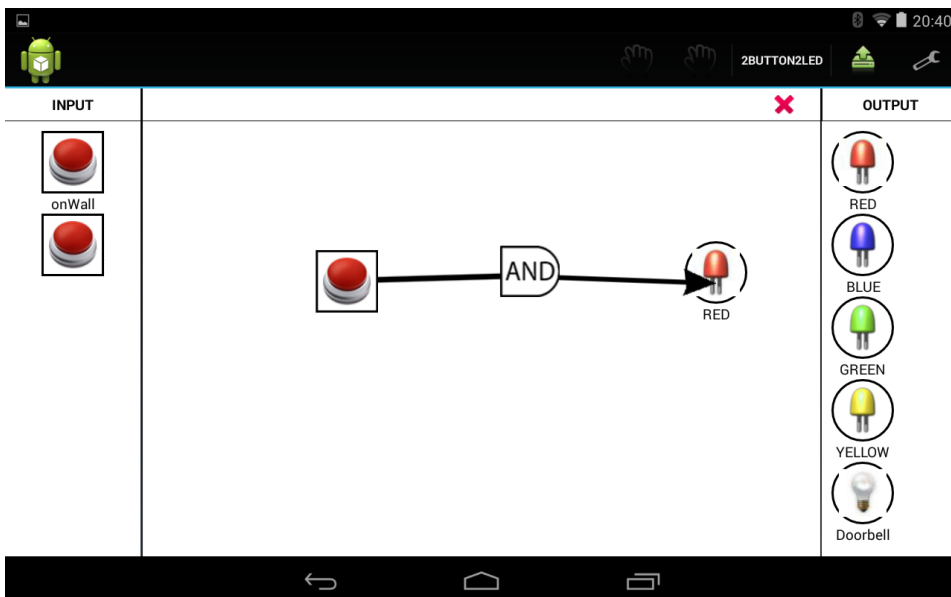 20:40
2BUTTON2LED
INPUT
OUTPUT
onWall
AND
RED
RED
BLUE
GREEN
YELLOW
Doorbell